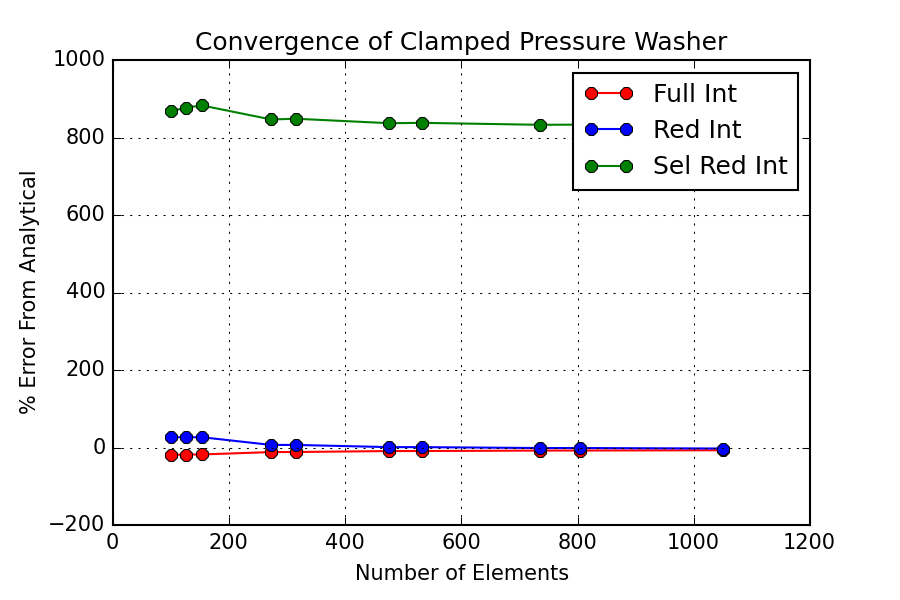 Convergence of Clamped Pressure Washer
1000
800
600
400
200
0
−200
% Error From Analytical
Full Int
Red Int
Sel Red Int
0 200 400 600 800 1000 1200
Number of Elements